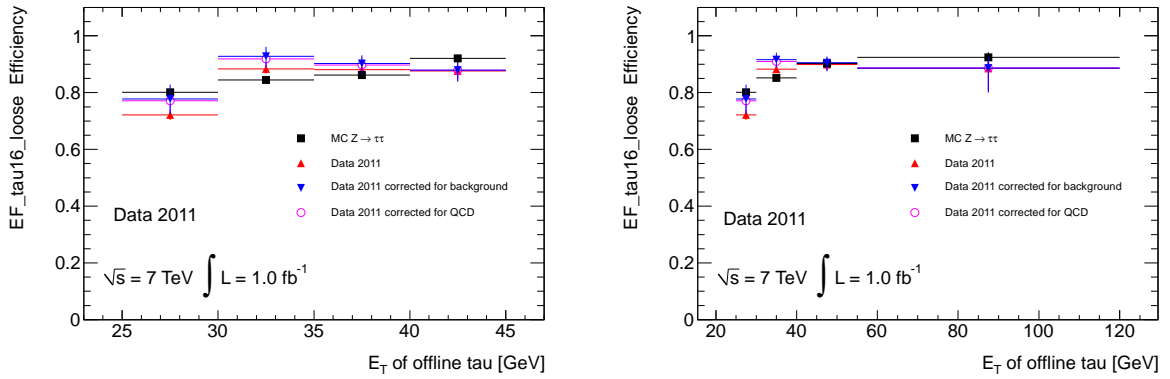 EF_tau16_loose Efficiency
1
0.8
0.6
0.4
0.2
0
MC Z → ττ
Data 2011
Data 2011 corrected for background
Data 2011 corrected for QCD
Data 2011
√s = 7 TeV ∫ L = 1.0 fb⁻¹
25 30 35 40 45
E_T of offline tau [GeV]
EF_tau16_loose Efficiency
1
0.8
0.6
0.4
0.2
0
MC Z → ττ
Data 2011
Data 2011 corrected for background
Data 2011 corrected for QCD
Data 2011
√s = 7 TeV ∫ L = 1.0 fb⁻¹
20 40 60 80 100 120
E_T of offline tau [GeV]